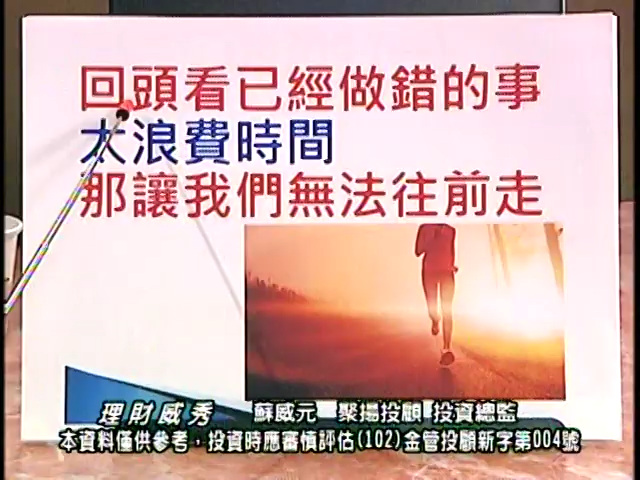 回頭看已經做錯的事
太浪費時間
那讓我們無法往前走
理財威秀 蘇威元 聚揚投顧 投資總監
本資料僅供參考，投資時應審慎評估(102)金管投顧新字第004號